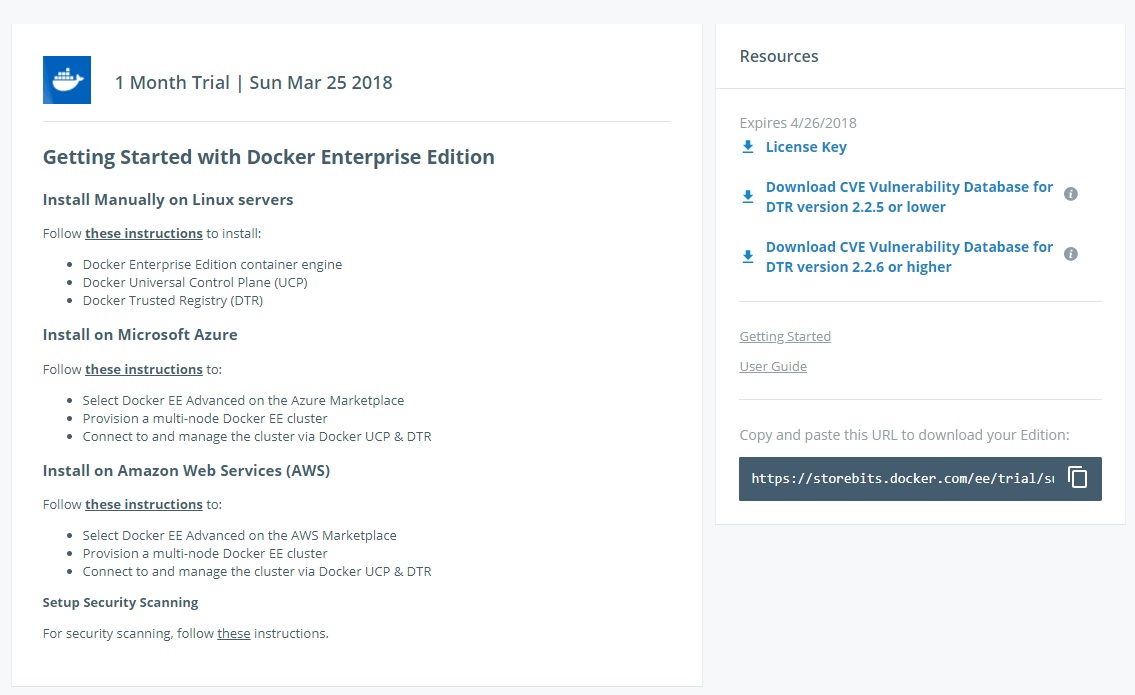 1 Month Trial | Sun Mar 25 2018
Getting Started with Docker Enterprise Edition
Install Manually on Linux servers
Follow these instructions to install:
Docker Enterprise Edition container engine
Docker Universal Control Plane (UCP)
Docker Trusted Registry (DTR)
Install on Microsoft Azure
Follow these instructions to:
Select Docker EE Advanced on the Azure Marketplace
Provision a multi-node Docker EE cluster
Connect to and manage the cluster via Docker UCP & DTR
Install on Amazon Web Services (AWS)
Follow these instructions to:
Select Docker EE Advanced on the AWS Marketplace
Provision a multi-node Docker EE cluster
Connect to and manage the cluster via Docker UCP & DTR
Setup Security Scanning
For security scanning, follow these instructions.
Resources
Expires 4/26/2018
License Key
Download CVE Vulnerability Database for
DTR version 2.2.5 or lower
Download CVE Vulnerability Database for
DTR version 2.2.6 or higher
Getting Started
User Guide
Copy and paste this URL to download your Edition:
https://storebits.docker.com/ee/trial/su